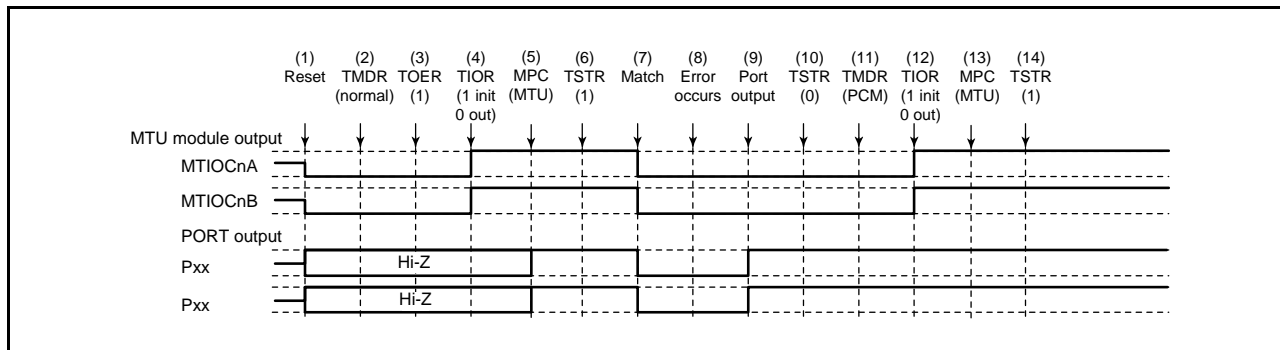 (1) (2) (3) (4) (5) (6) (7) (8) (9) (10) (11) (12) (13) (14)
Reset TMDR TOER TIOR MPC TSTR Match Error Port TSTR TMDR TIOR MPC TSTR
(normal) (1) (1 init (MTU) (1) occurs output (0) (PCM) (1 init (MTU) (1)
0 out) 0 out)
MTU module output
MTIOCnA
MTIOCnB
PORT output
Pxx Hi-Z
Pxx Hi-Z